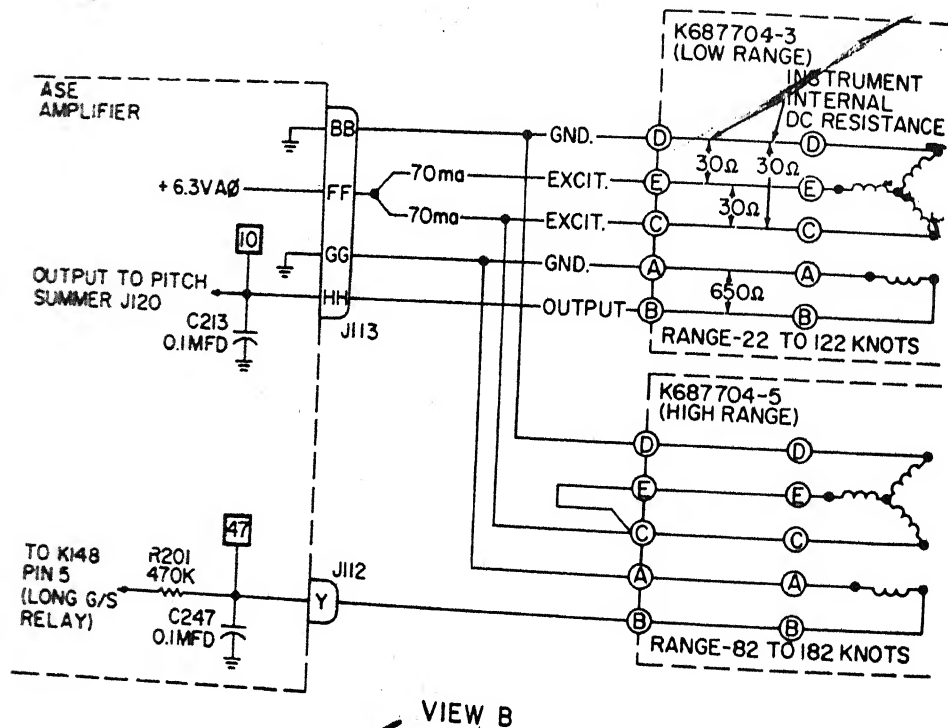 K687704-3
(LOW RANGE)
INSTRUMENT
INTERNAL
DC RESISTANCE
ASE
AMPLIFIER
BB
GND.
D
D
30Ω
30Ω
+6.3VAØ
FF
70ma
EXCIT.
E
E
70ma
EXCIT.
C
30Ω
C
10
GG
GND.
A
A
OUTPUT TO PITCH
SUMMER J120
HH
OUTPUT
B
650Ω
B
C213
0.1MFD
J113
RANGE-22 TO 122 KNOTS
K687704-5
(HIGH RANGE)
D
D
E
E
C
C
47
TO K148
PIN 5
(LONG G/S
RELAY)
R201
470K
J112
Y
A
A
C247
0.1MFD
B
B
RANGE-82 TO 182 KNOTS
VIEW B